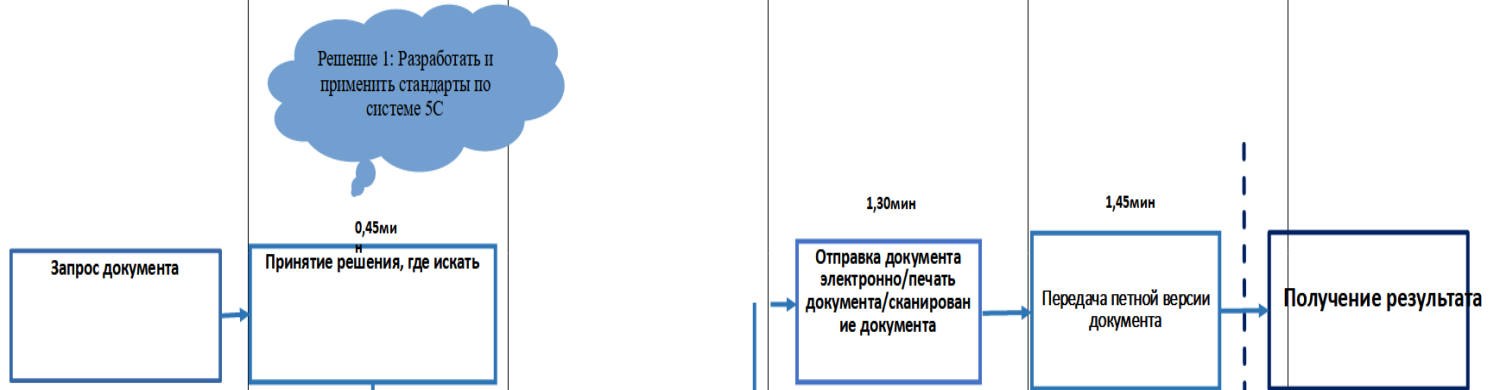 Решение 1: Разработать и
применить стандарты по
системе 5С
0,45ми
н
1,30мин
1,45мин
Запрос документа
Принятие решения, где искать
Отправка документа
электронно/печать
документа/сканирован
ие документа
Передача петной версии
документа
Получение результата